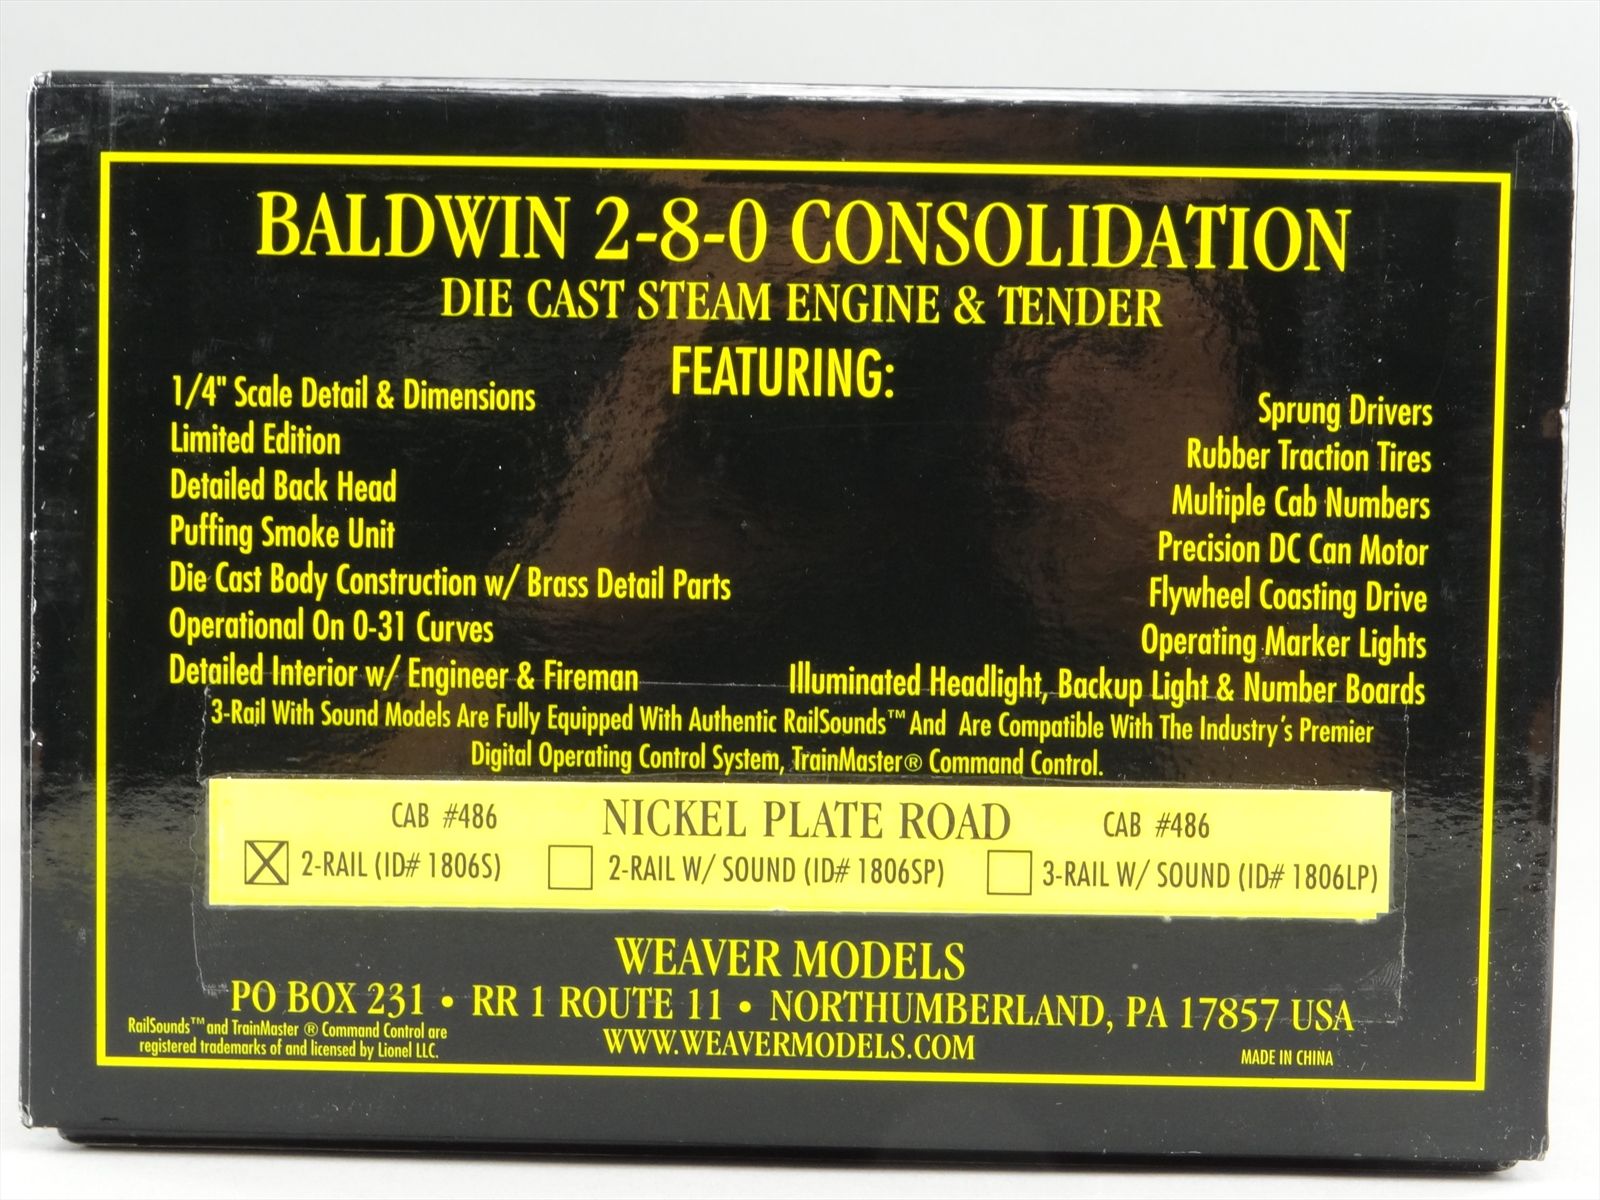 BALDWIN 2-8-0 CONSOLIDATION
DIE CAST STEAM ENGINE & TENDER
FEATURING:
1/4" Scale Detail & Dimensions
Limited Edition
Detailed Back Head
Puffing Smoke Unit
Die Cast Body Construction w/ Brass Detail Parts
Operational On 0-31 Curves
Detailed Interior w/ Engineer & Fireman
Sprung Drivers
Rubber Traction Tires
Multiple Cab Numbers
Precision DC Can Motor
Flywheel Coasting Drive
Operating Marker Lights
Illuminated Headlight, Backup Light & Number Boards
3-Rail With Sound Models Are Fully Equipped With Authentic RailSounds™ And Are Compatible With The Industry's Premier
Digital Operating Control System, TrainMaster® Command Control.
CAB #486 NICKEL PLATE ROAD CAB #486
2-RAIL (ID# 1806S) 2-RAIL W/ SOUND (ID# 1806SP) 3-RAIL W/ SOUND (ID# 1806LP)
WEAVER MODELS
PO BOX 231 • RR 1 ROUTE 11 • NORTHUMBERLAND, PA 17857 USA
WWW.WEAVERMODELS.COM
RailSounds™ and TrainMaster ® Command Control are
registered trademarks of and licensed by Lionel LLC.
MADE IN CHINA